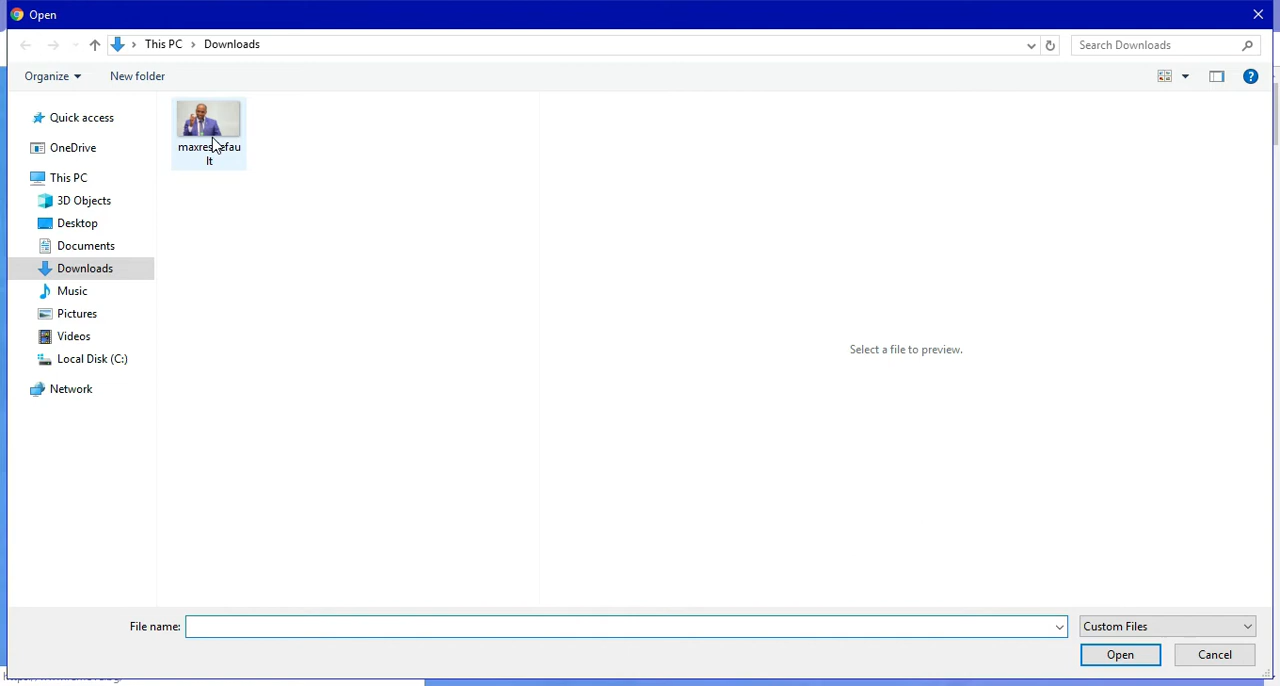 Open
This PC > Downloads
Search Downloads
Organize
New folder
Quick access
OneDrive
This PC
3D Objects
Desktop
Documents
Downloads
Music
Pictures
Videos
Local Disk (C:)
Network
lt
Select a file to preview.
File name:
Custom Files
Open
Cancel